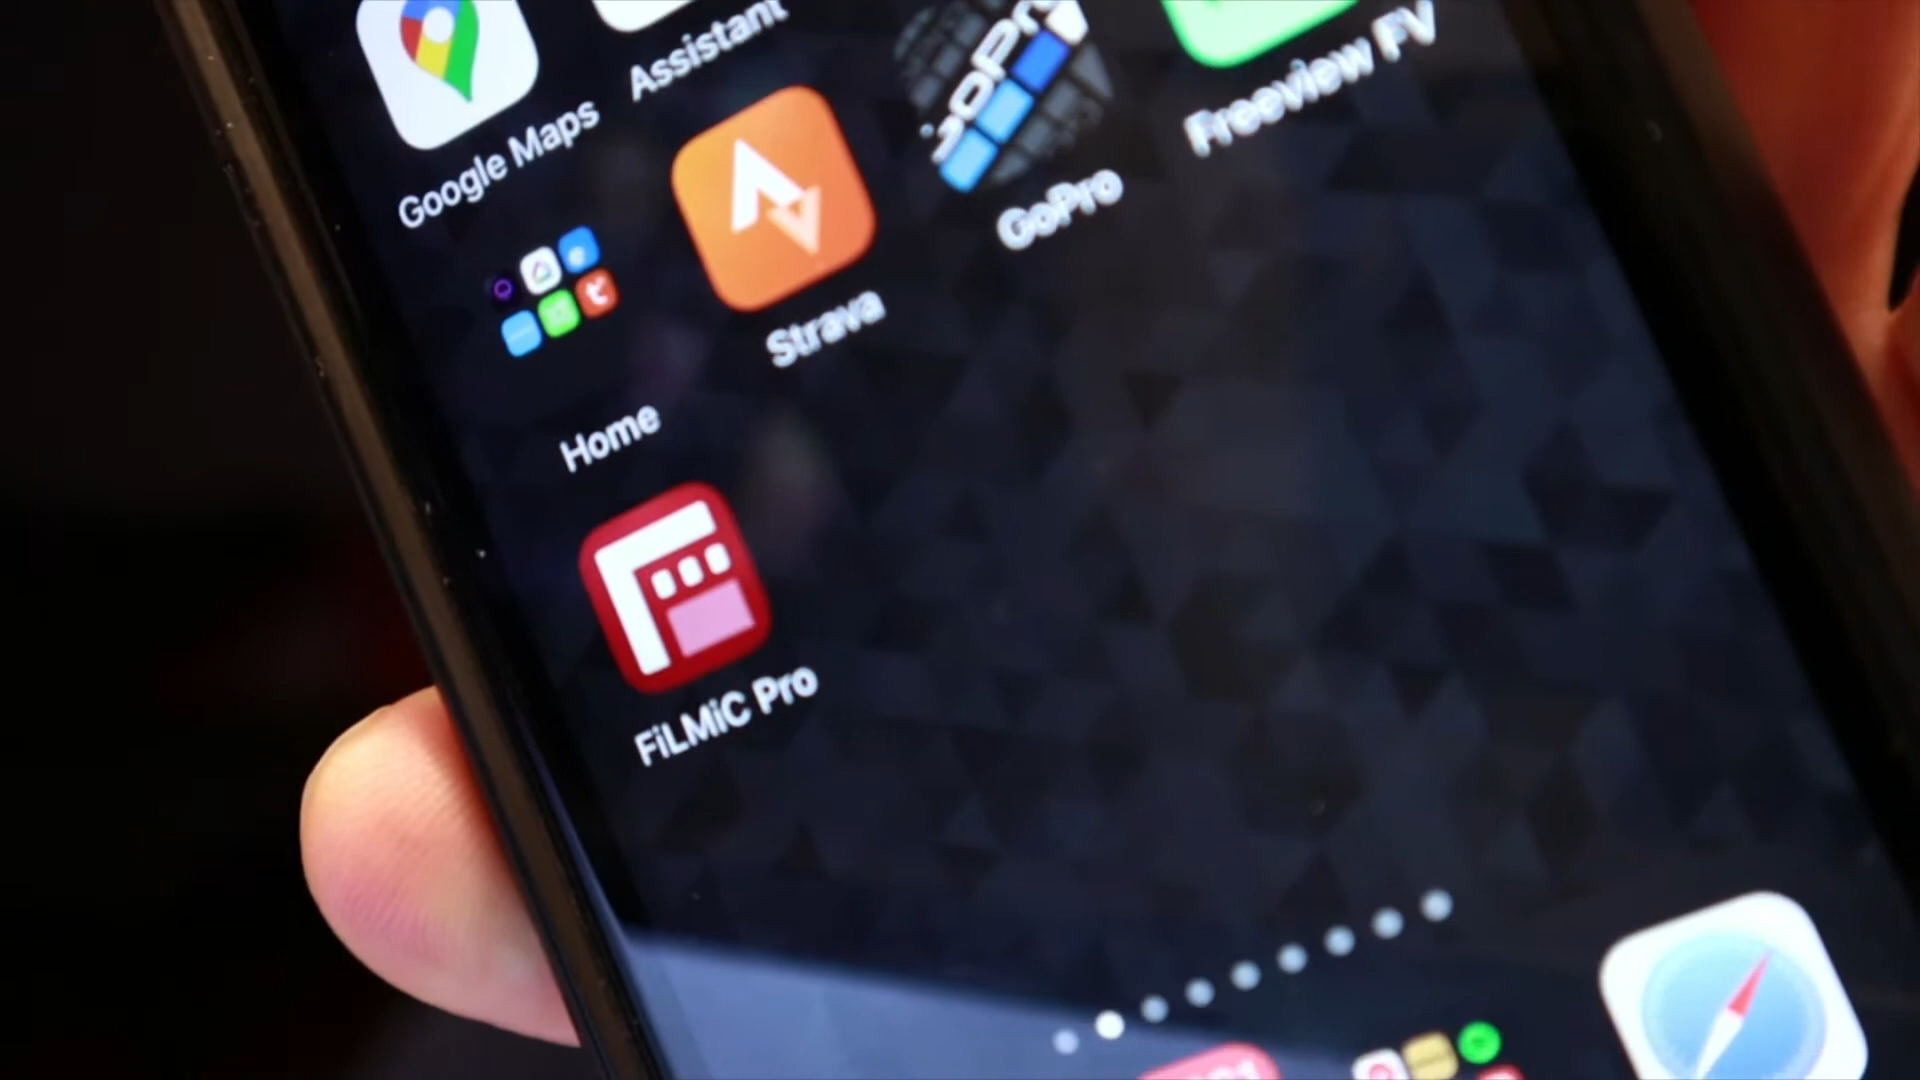 Assistant
Google Maps
Freeview FV
GoPro
GoPro
Strava
Home
FiLMiC Pro